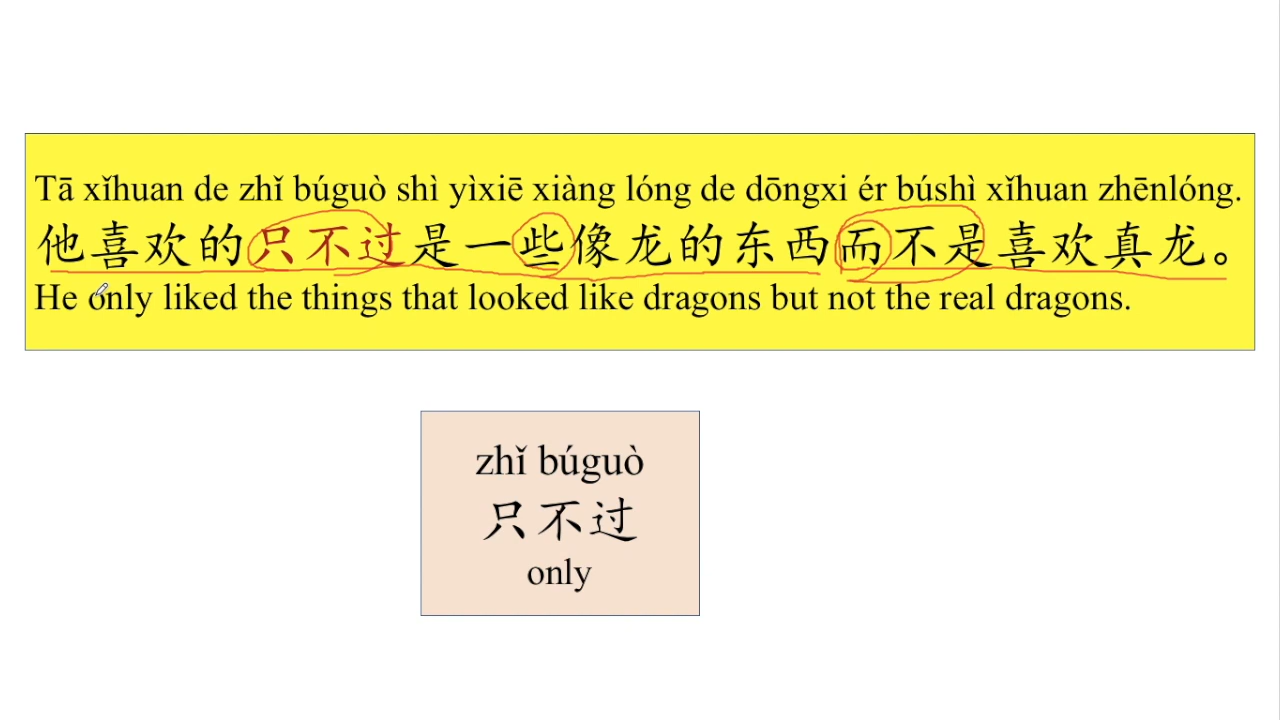 Tā xǐhuan de zhǐ búguò shì yìxiē xiàng lóng de dōngxi ér búshì xǐhuan zhēnlóng.
他喜欢的只不过是一些像龙的东西而不是喜欢真龙。
He only liked the things that looked like dragons but not the real dragons.
zhǐ búguò
只不过
only